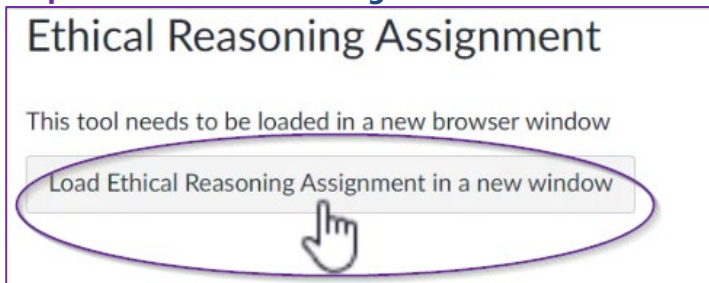 Ethical Reasoning Assignment
This tool needs to be loaded in a new browser window
Load Ethical Reasoning Assignment in a new window